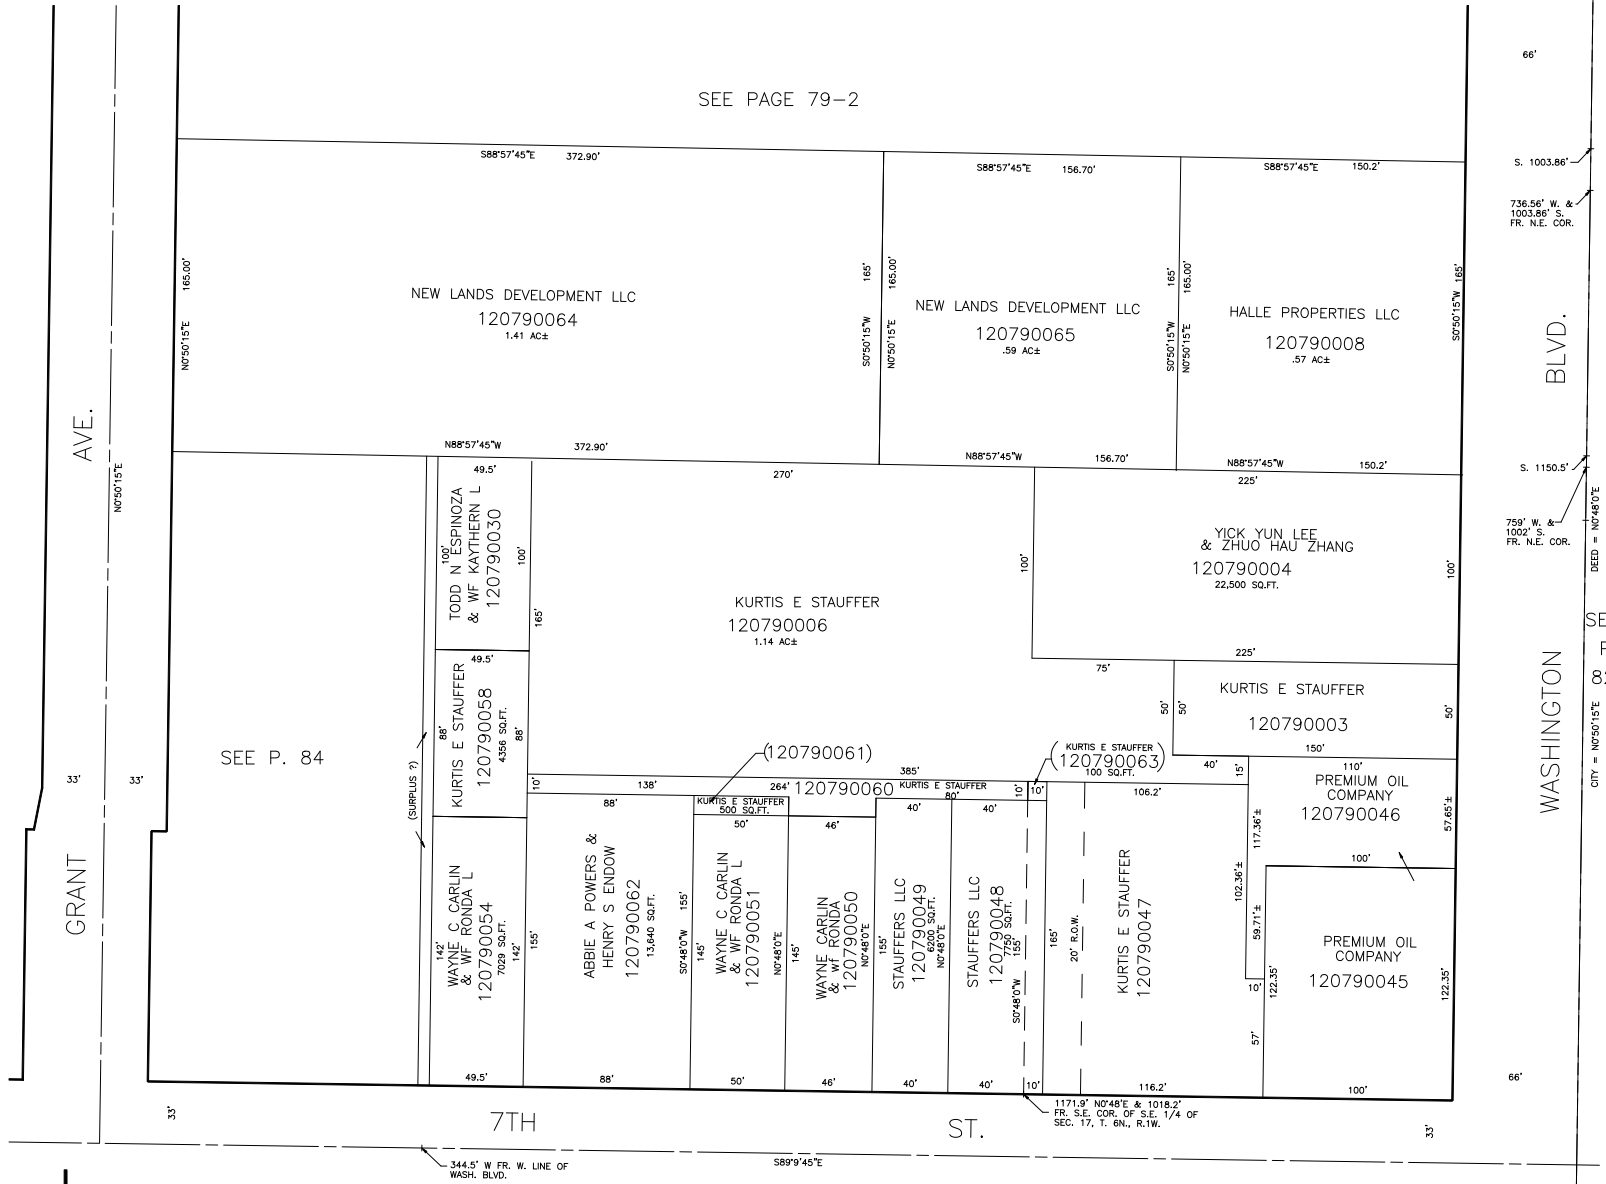 66'
SEE PAGE 79-2
S88°57'45"E 372.90'
S88°57'45"E 156.70'
S88°57'45"E 150.2'
S. 1003.86'
736.56' W. &
1003.86' S.
FR. N.E. COR.
N0°50'15"E 165.00'
S0°50'15"W 165'
N0°50'15"E 165.00'
S0°50'15"W 165'
N0°50'15"E 165.00'
S0°50'15"W 165'
NEW LANDS DEVELOPMENT LLC
120790064
1.41 AC±
NEW LANDS DEVELOPMENT LLC
120790065
.59 AC±
HALLE PROPERTIES LLC
120790008
.57 AC±
BLVD.
AVE.
N0°50'15"E
N88°57'45"W 372.90'
N88°57'45"W 156.70'
N88°57'45"W 150.2'
S. 1150.5'
759' W. &
1002' S.
FR. N.E. COR.
DEED = N0°48'0"E
49.5'
270'
225'
TODD N ESPINOZA
& WF KAYTHERN L
120790030
100'
100'
165'
100'
YICK YUN LEE
& ZHUO HAU ZHANG
120790004
22,500 SQ.FT.
100'
KURTIS E STAUFFER
120790006
1.14 AC±
SE
P
82
225'
75'
49.5'
KURTIS E STAUFFER
120790058
4356 SQ.FT.
88'
88'
KURTIS E STAUFFER
120790003
50'
50'
50'
150'
WASHINGTON
CITY = N0°50'15"E
SEE P. 84
(SURPLUS ?)
33'
33'
(120790061)
KURTIS E STAUFFER
(120790063)
100 SQ.FT.
385'
40'
15'
110'
PREMIUM OIL
COMPANY
120790046
57.65'±
10'
138'
264'
120790060
KURTIS E STAUFFER
10'
10'
106.2'
88'
KURTIS E STAUFFER
500 SQ.FT.
50'
46'
40'
80'
40'
117.36'±
102.36'±
100'
GRANT
WAYNE C CARLIN
& WF RONDA L
120790054
7029 SQ.FT.
142'
142'
155'
ABBIE A POWERS &
HENRY S ENDOW
120790062
13,640 SQ.FT.
S0°48'0"W 155'
145'
WAYNE C CARLIN
& WF RONDA L
120790051
N0°48'0"E
145'
WAYNE CARLIN
& wf RONDA
120790050
N0°48'0"E
155'
STAUFFERS LLC
120790049
6200 SQ.FT.
N0°48'0"E
STAUFFERS LLC
120790048
7750 SQ.FT.
155'
S0°48'0"W
165'
20' R.O.W.
KURTIS E STAUFFER
120790047
59.71'±
10'
57'
122.35'
PREMIUM OIL
COMPANY
120790045
122.35'
49.5'
88'
50'
46'
40'
40'
10'
116.2'
100'
66'
33'
7TH
ST.
1171.9' N0°48'E & 1018.2'
FR. S.E. COR. OF S.E. 1/4 OF
SEC. 17, T. 6N., R.1W.
33'
344.5' W FR. W. LINE OF
WASH. BLVD.
S89°9'45"E